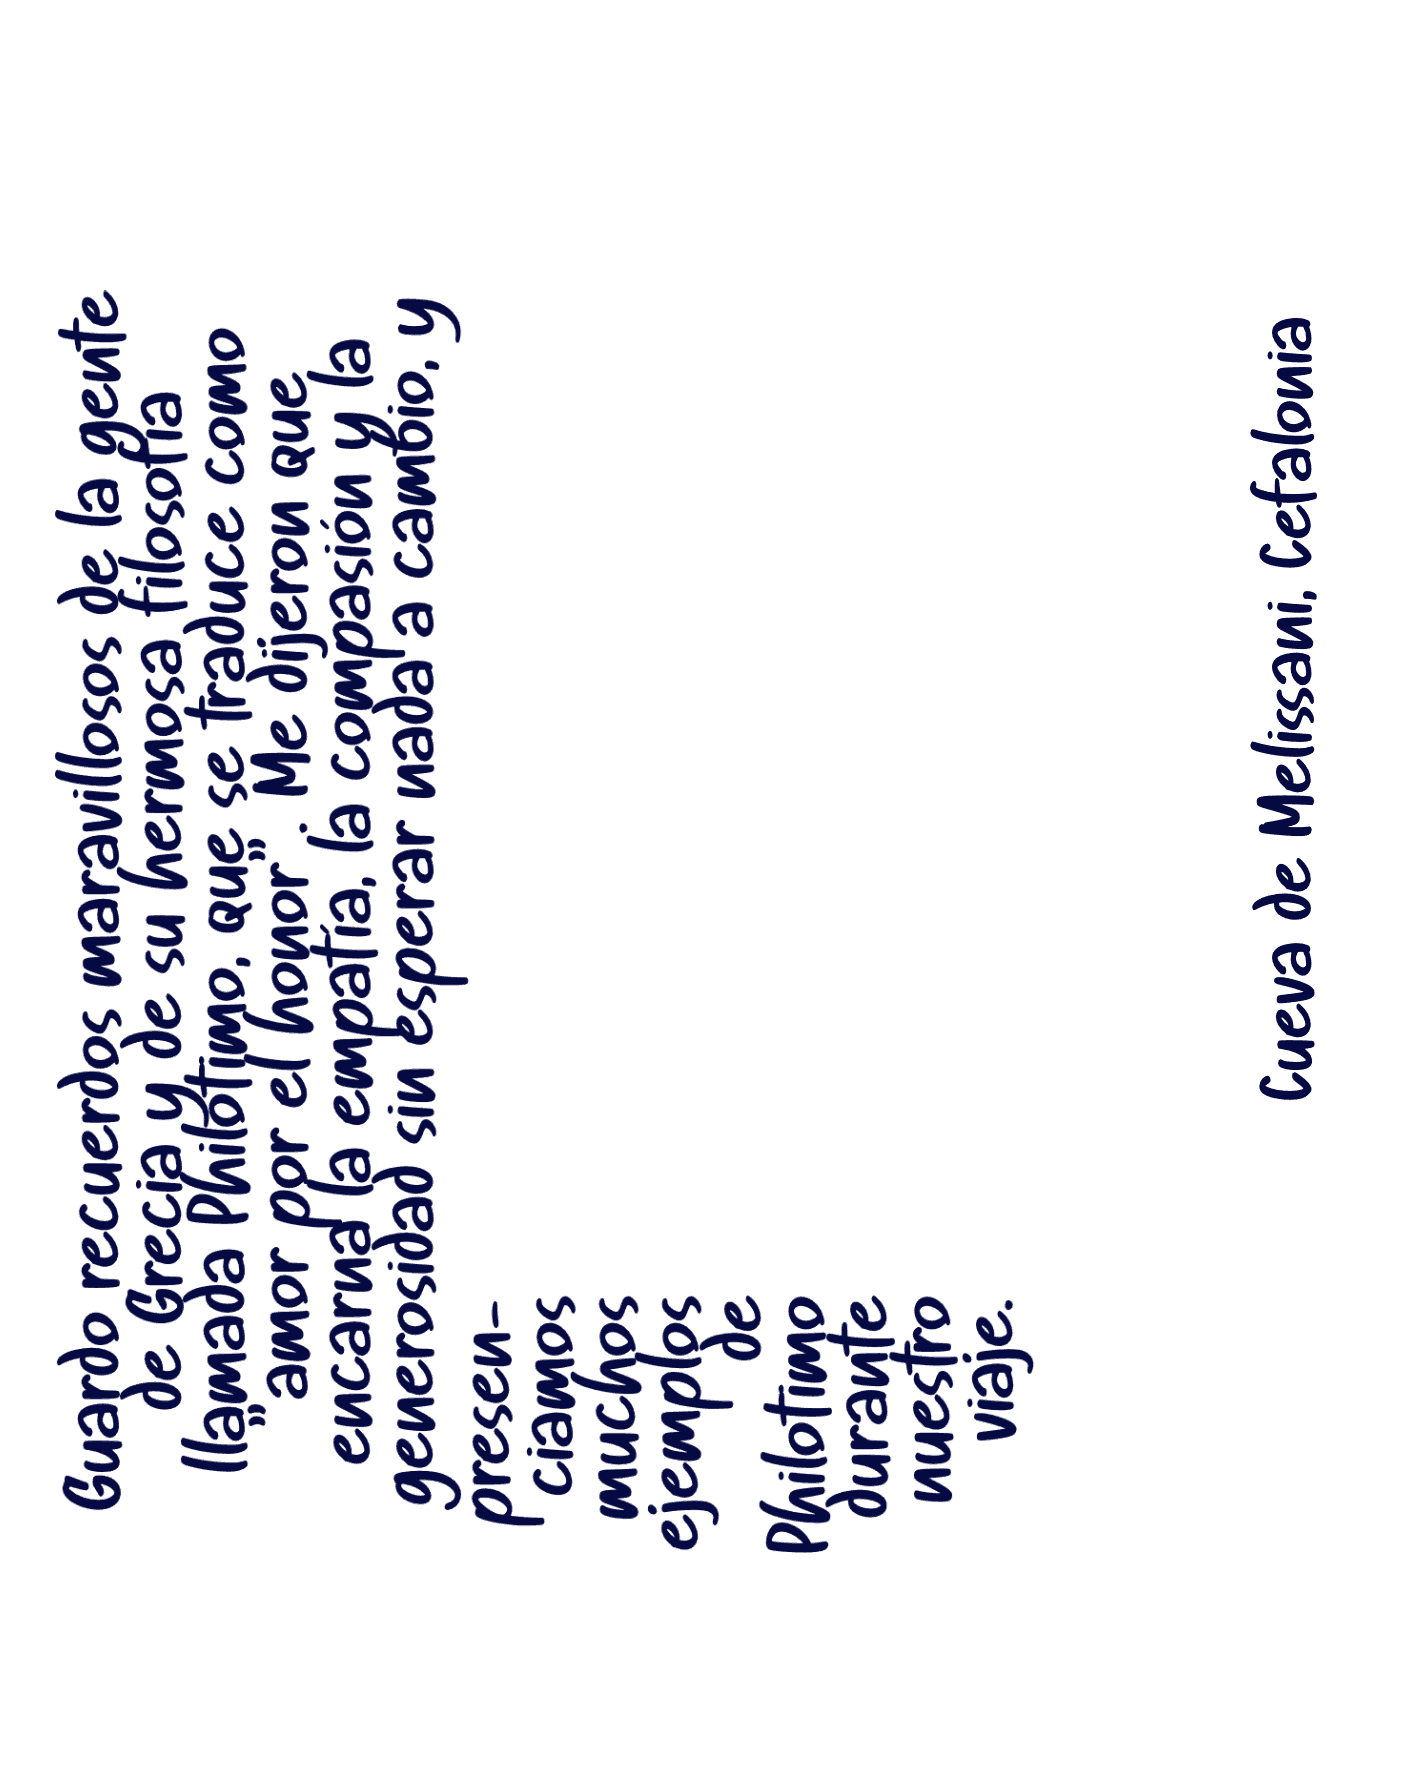 Guardo recuerdos maravillosos de la gente
de Grecia y de su hermosa filosofía
llamada Philotimo, que se traduce como
"amor por el honor". Me dijeron que
encarna la empatía, la compasión y la
generosidad sin esperar nada a cambio, y
presen-
ciamos
muchos
ejemplos
de
Philotimo
durante
nuestro
viaje.
Cueva de Melissani, Cefalonia